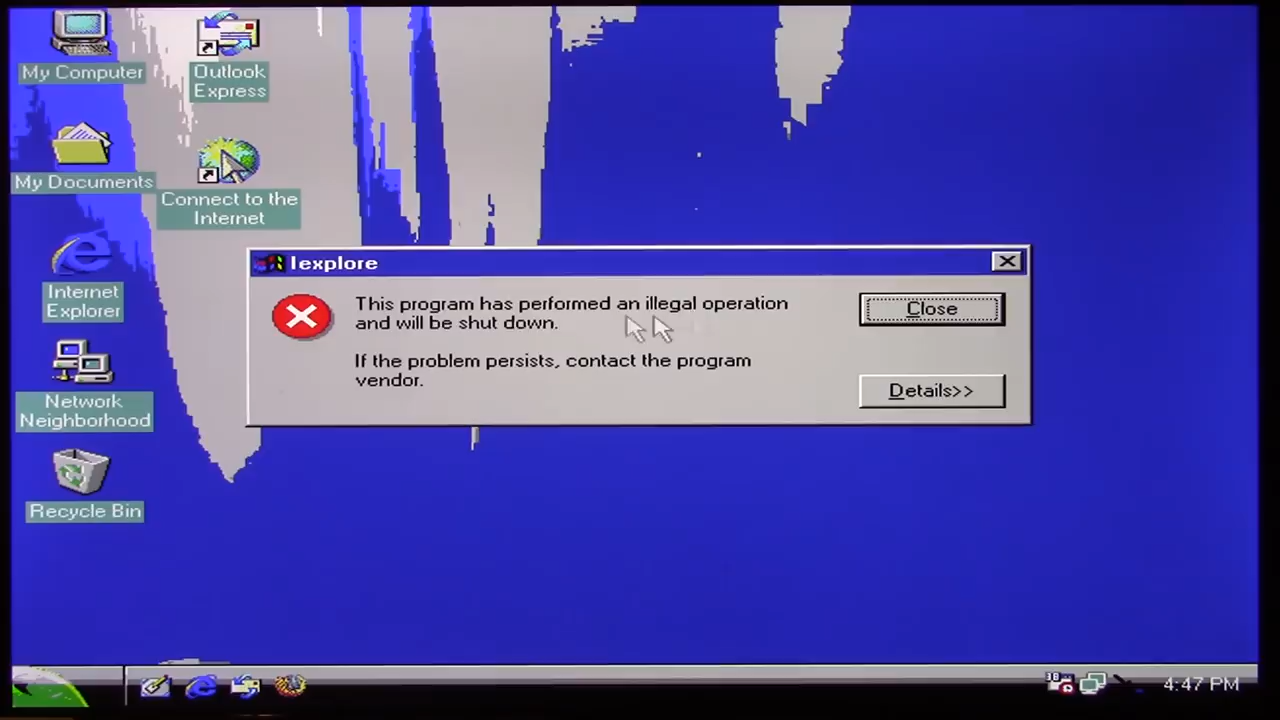 My Computer
Outlook
Express
My Documents
Connect to the
Internet
Internet
Explorer
Network
Neighborhood
Recycle Bin
Iexplore
This program has performed an illegal operation
and will be shut down.
If the problem persists, contact the program
vendor.
Close
Details>>
4:47 PM